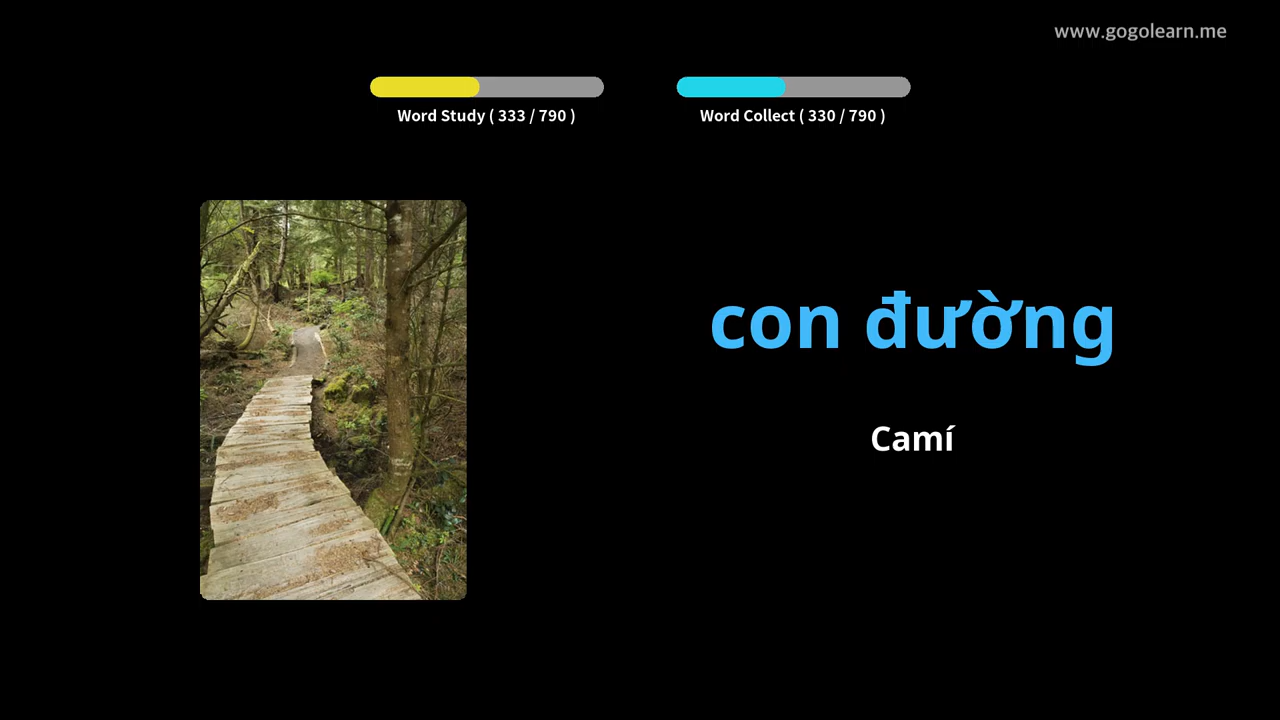 www.gogolearn.me
Word Study ( 333 / 790 )
Word Collect ( 330 / 790 )
con đường
Camí